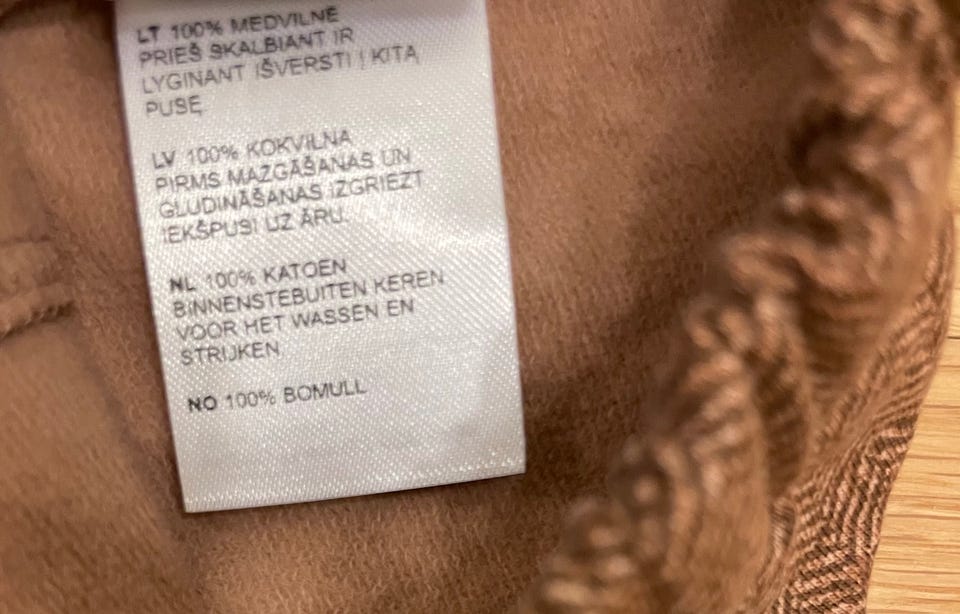 LT 100% MEDVILNĖ
PRIEŠ SKALBIANT IR
LYGINANT IŠVERSTI Į KITĄ
PUSĘ
LV 100% KOKVILNA
PIRMS MAZGĀŠANAS UN
GLUDINĀŠANAS IZGRIEZT
IEKŠPUSI UZ ĀRU.
NL 100% KATOEN
BINNENSTEBUITEN KEREN
VOOR HET WASSEN EN
STRIJKEN
NO 100% BOMULL